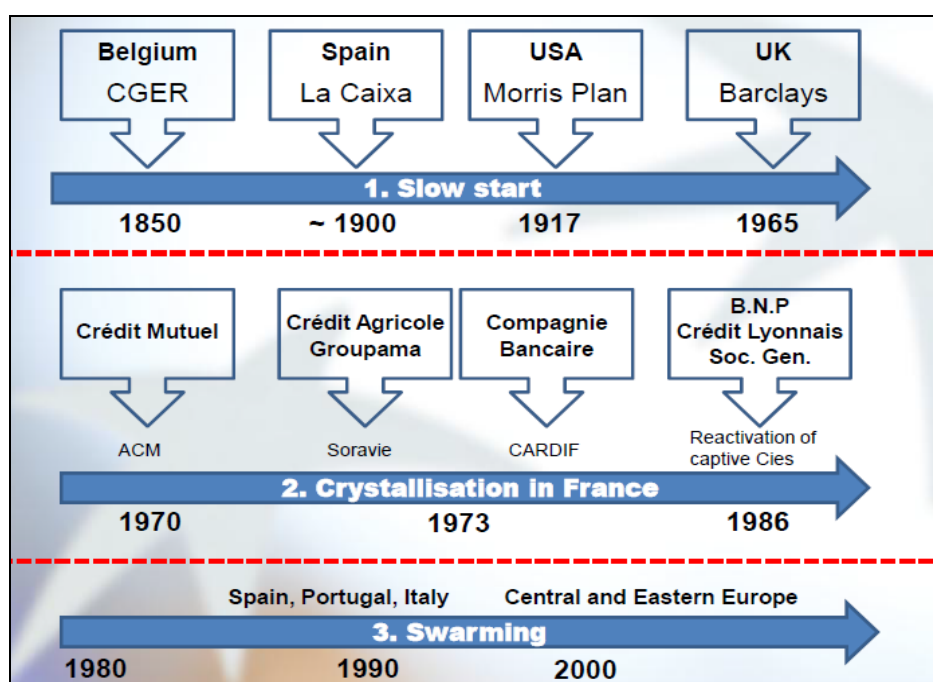 Belgium
CGER
Spain
La Caixa
USA
Morris Plan
UK
Barclays
1. Slow start
1850
~ 1900
1917
1965
Crédit Mutuel
Crédit Agricole
Groupama
Compagnie
Bancaire
B.N.P
Crédit Lyonnais
Soc. Gen.
ACM
Soravie
CARDIF
Reactivation of
captive Cies
2. Crystallisation in France
1970
1973
1986
Spain, Portugal, Italy
Central and Eastern Europe
3. Swarming
1980
1990
2000